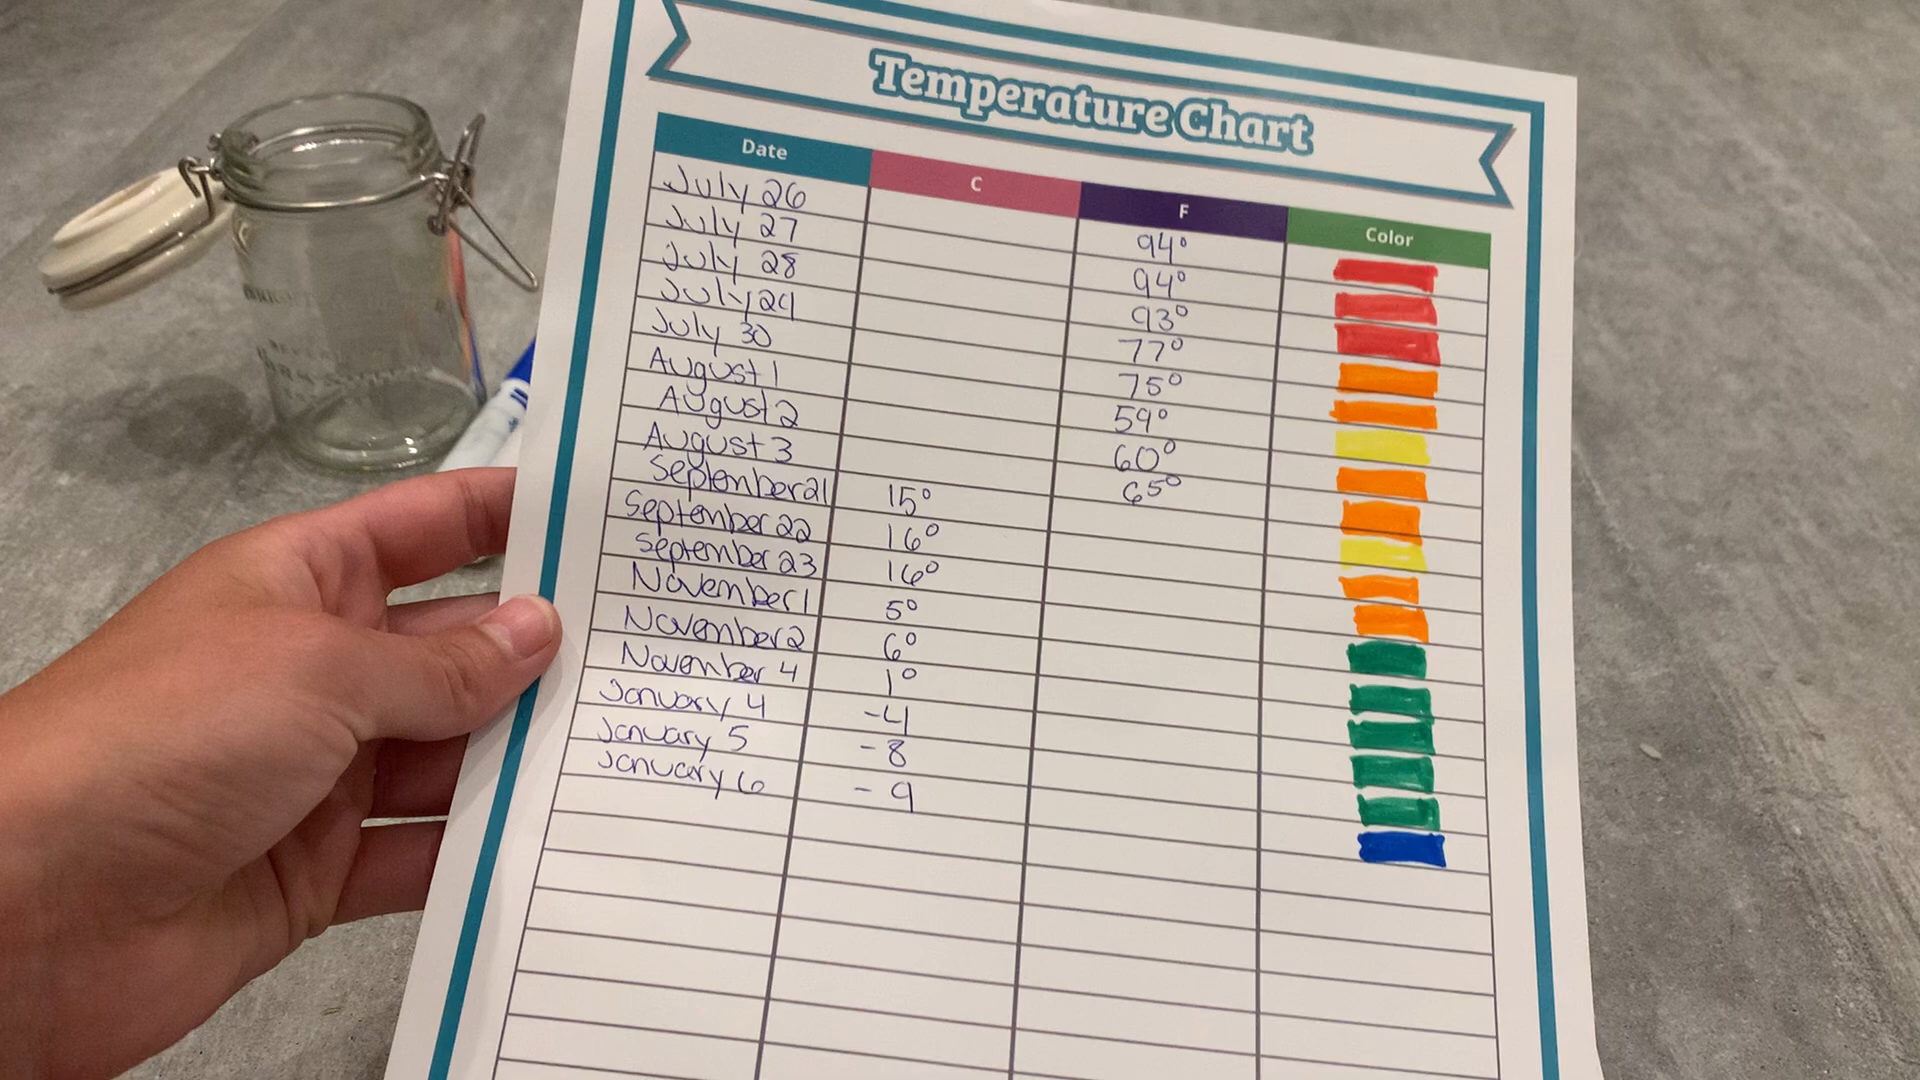 Temperature Chart
Date C F Color
July 26 94°
July 27 94°
July 28 93°
July 29 77°
July 30 75°
August 1 59°
August 2 60°
August 3 65°
September 21 15°
September 22 16°
September 23 16°
November 1 5°
November 2 6°
November 4 1°
January 4 -4
January 5 -8
January 6 -9